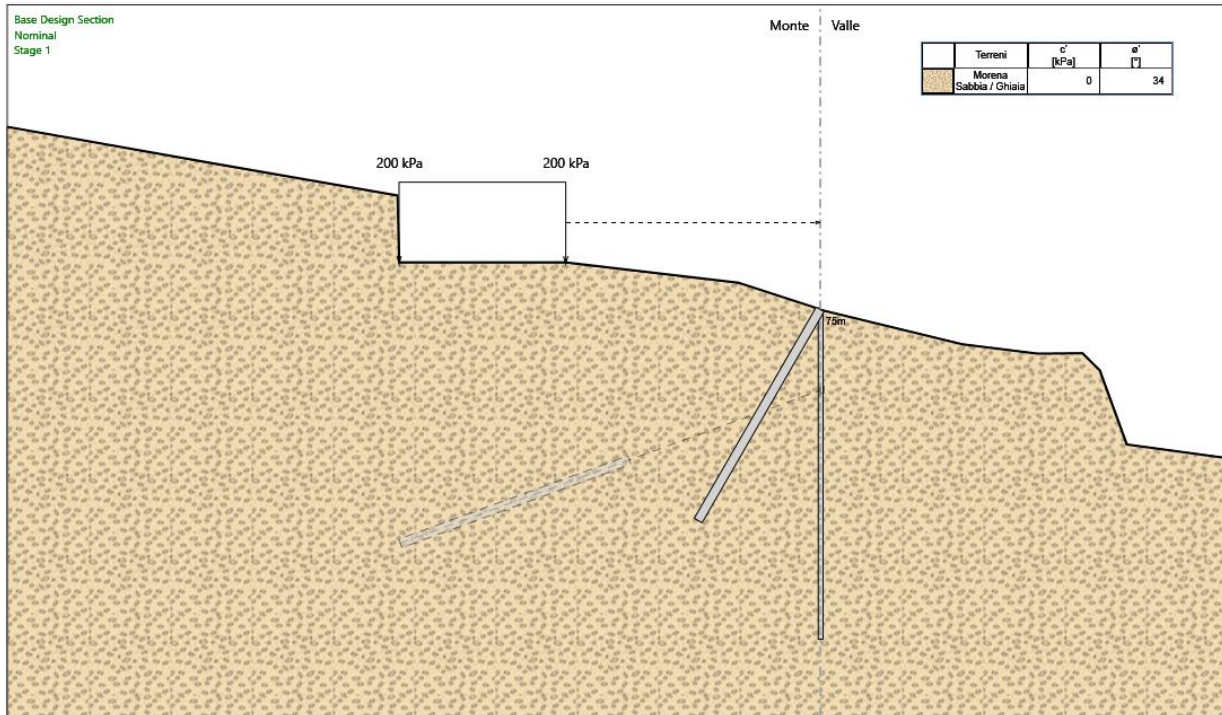 Base Design Section
Nominal
Stage 1
Monte
Valle
Terreni
c'
[kPa]
ø'
[°]
Morena
Sabbia / Ghiaia
0
34
200 kPa
200 kPa
75m